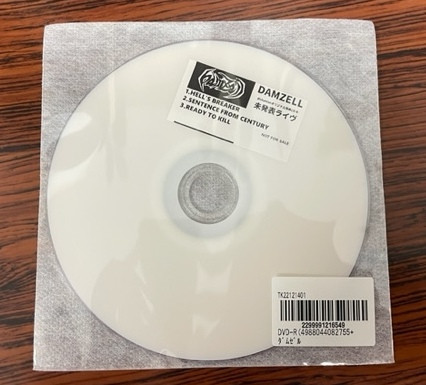 DAMZELL
未発表ライヴ
1.HELL'S BREAKER
2.SENTENCE FROM CENTURY
3.READY TO KILL
NOT FOR SALE
TK22121401
2299991216549
DVD-R(4988044082755+
ﾀﾞﾑｾﾞﾙ